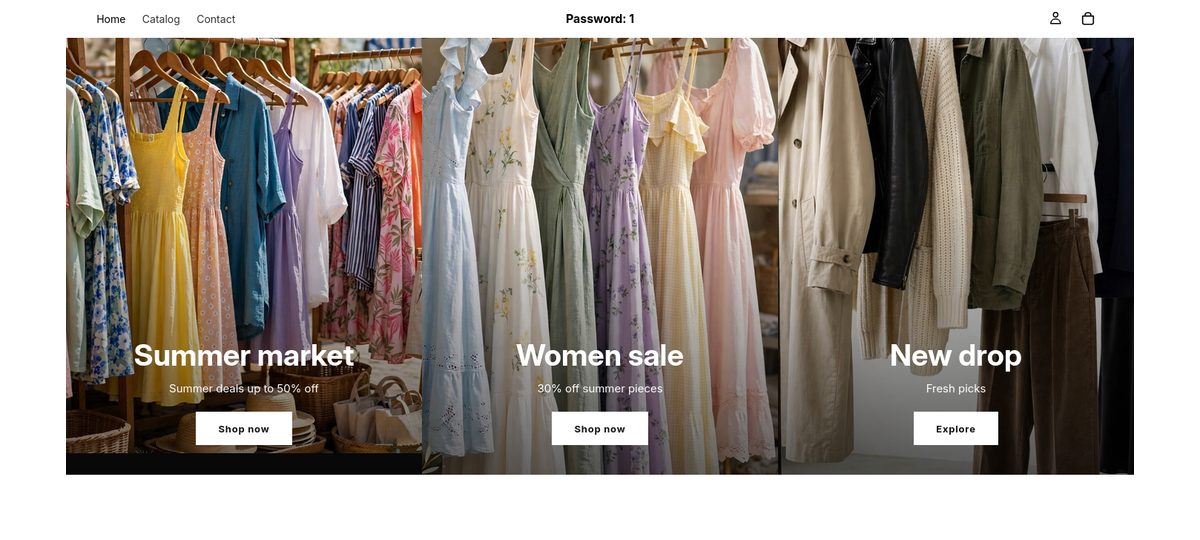 Home
Catalog
Contact
Password: 1
Summer market
Summer deals up to 50% off
Shop now
Women sale
30% off summer pieces
Shop now
New drop
Fresh picks
Explore